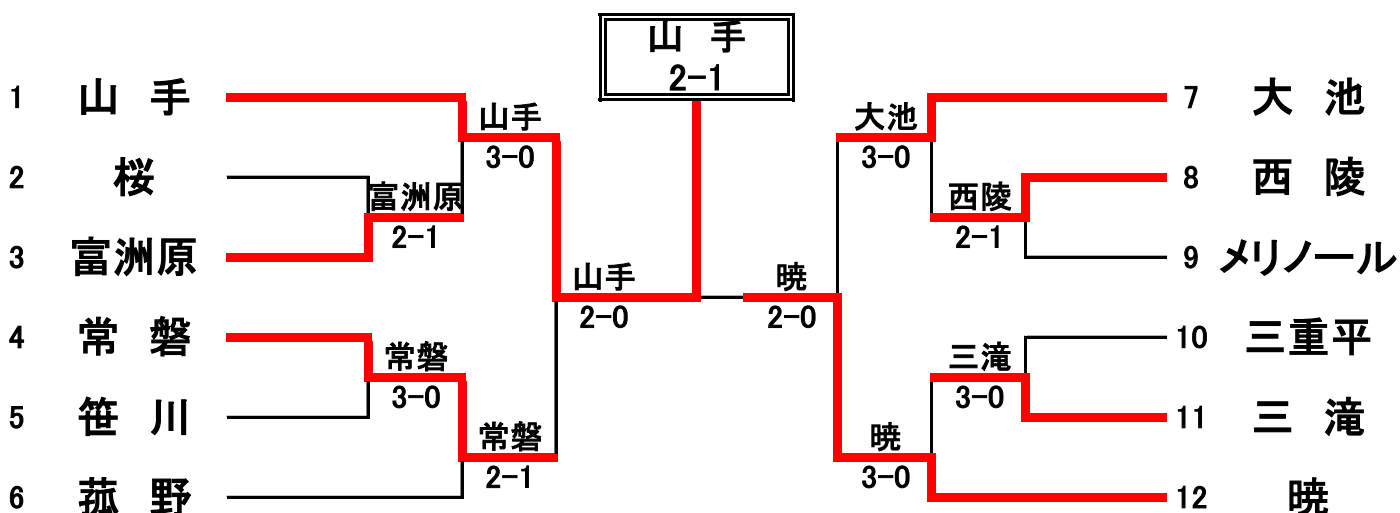 山 手
2-1
1 山 手
2 桜
3 富洲原
4 常 磐
5 笹 川
6 菰 野
山手
3-0
富洲原
2-1
山手
2-0
常磐
3-0
常磐
2-1
大池
3-0
西陵
2-1
暁
2-0
三滝
3-0
暁
3-0
7 大 池
8 西 陵
9 メリノール
10 三重平
11 三 滝
12 暁